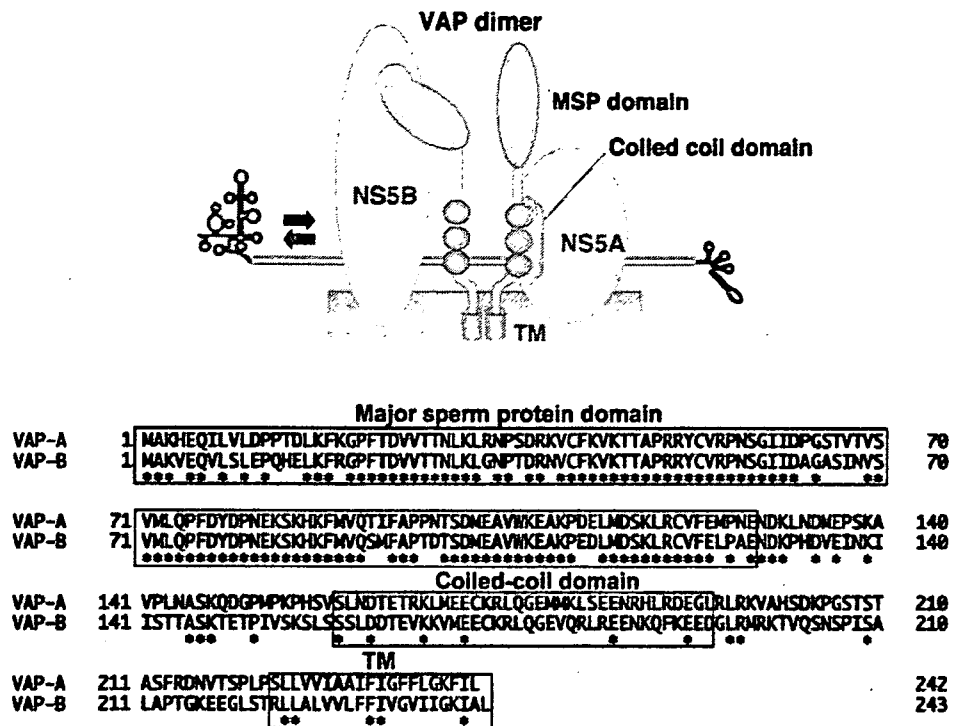 VAP dimer
MSP domain
Coiled coil domain
NS5B
NS5A
TM
Major sperm protein domain
VAP-A 1 MAKHEQILVLDPPTDLKFKGPFTDVVTTNLKLRNPSDRKVCFKVKTTAPRRYCVRPNSGIIDPGSTVTVS 70
VAP-B 1 MAKVEQVLSLEPQHELKFRGPFTDVVTTNLKLGNPTDRNVCFKVKTTAPRRYCVRPNSGIIDAGASINVS 70
VAP-A 71 VMLQPFDYDPNEKSKHKFMVQTIFAPPNTSDMEAVWKEAKPDELMDSKLRCVFEMPNENDKLNDMEPSKA 140
VAP-B 71 VMLQPFDYDPNEKSKHKFMVQSMFAPTDTSDMEAVWKEAKPEDLMDSKLRCVFELPAENDKPHDVEINKI 140
Coiled-coil domain
VAP-A 141 VPLNASKQDGPMPKPHSVSLNDTETRKLMEECKRLQGEMMKLSEENRHLRDEGLRLRKVAHSDKPGSTST 210
VAP-B 141 ISTTASKTETPIVSKSLSSSLDDTEVKKVMEECKRLQGEVQRLREENKQFKEEDGLRMRKTVQSNSPISA 210
TM
VAP-A 211 ASFRDNVTSPLPSLLVVIAAIFIGFFLGKFIL 242
VAP-B 211 LAPTGKEEGLSTRLLALVVLFFIVGVIIGKIAL 243